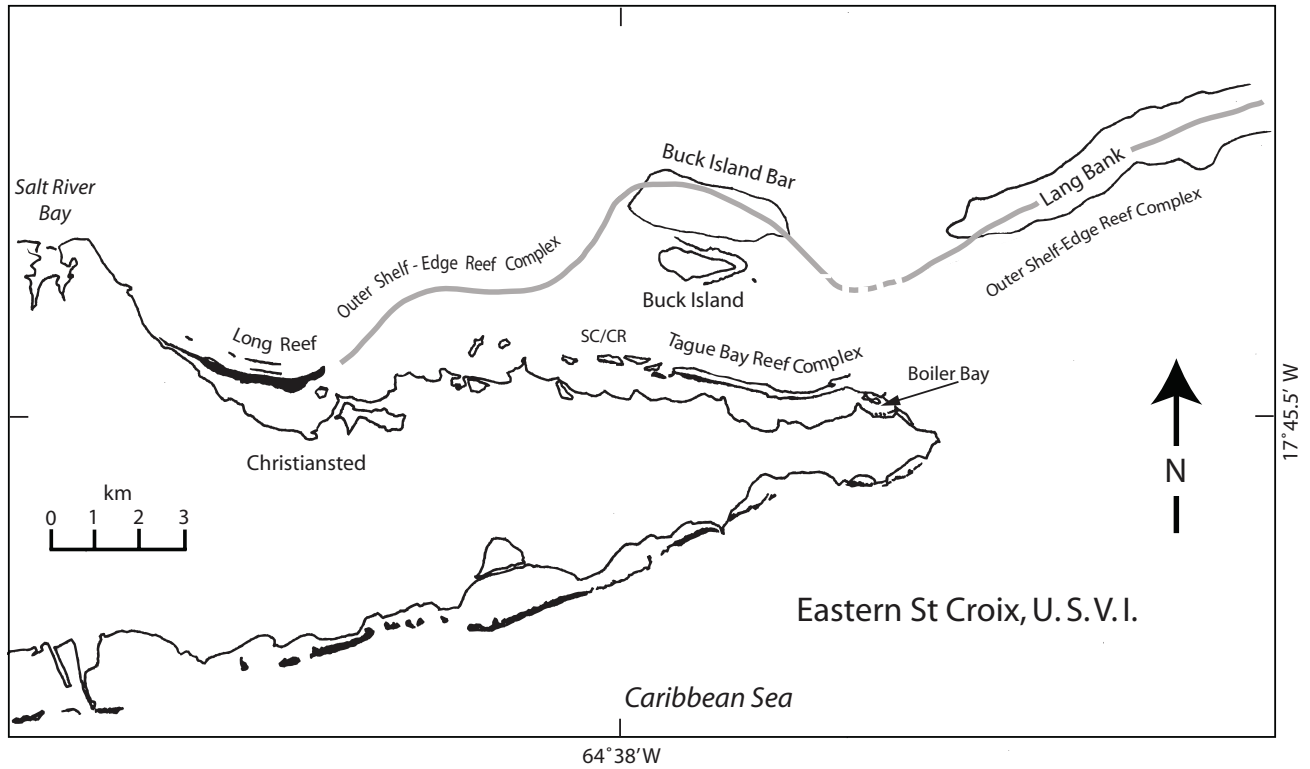 Salt River
Bay
Long Reef
Outer Shelf - Edge Reef Complex
Buck Island Bar
Buck Island
Lang Bank
Outer Shelf-Edge Reef Complex
SC/CR
Tague Bay Reef Complex
Boiler Bay
Christiansted
km
0 1 2 3
N
17˚45.5' W
Eastern St Croix, U. S. V. I.
Caribbean Sea
64˚38'W